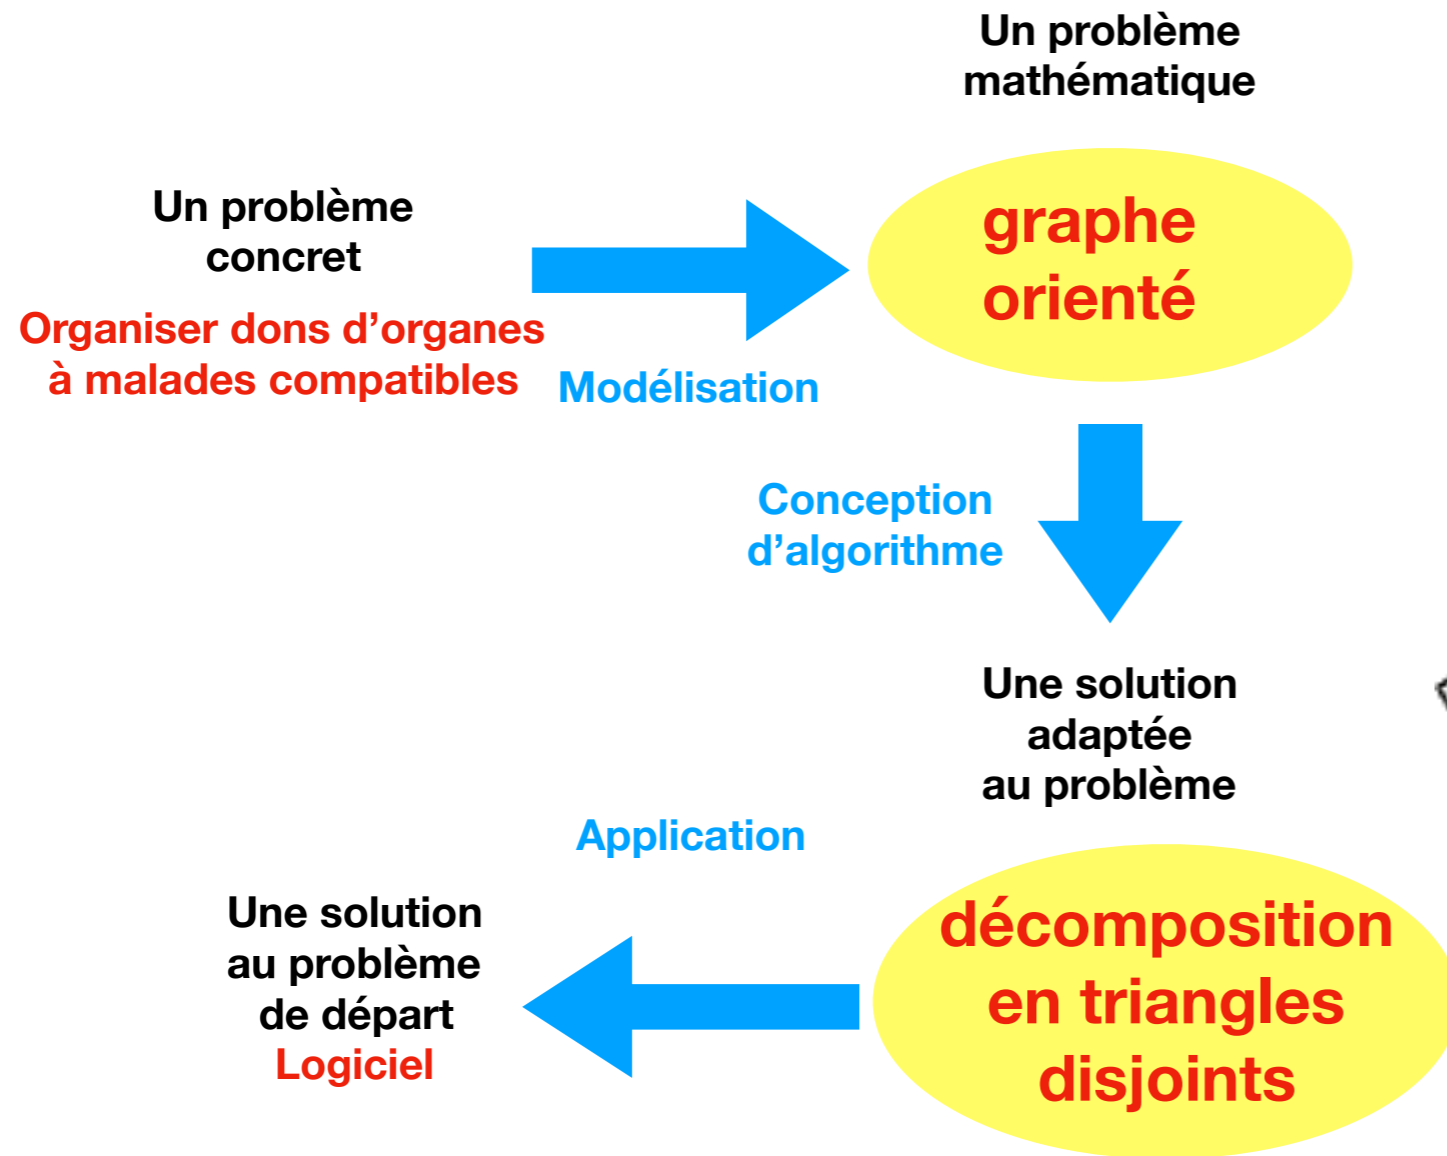 Un problème
mathématique
Un problème
concret
Organiser dons d'organes
à malades compatibles
Modélisation
graphe
orienté
Conception
d'algorithme
Une solution
adaptée
au problème
Application
décomposition
en triangles
disjoints
Une solution
au problème
de départ
Logiciel